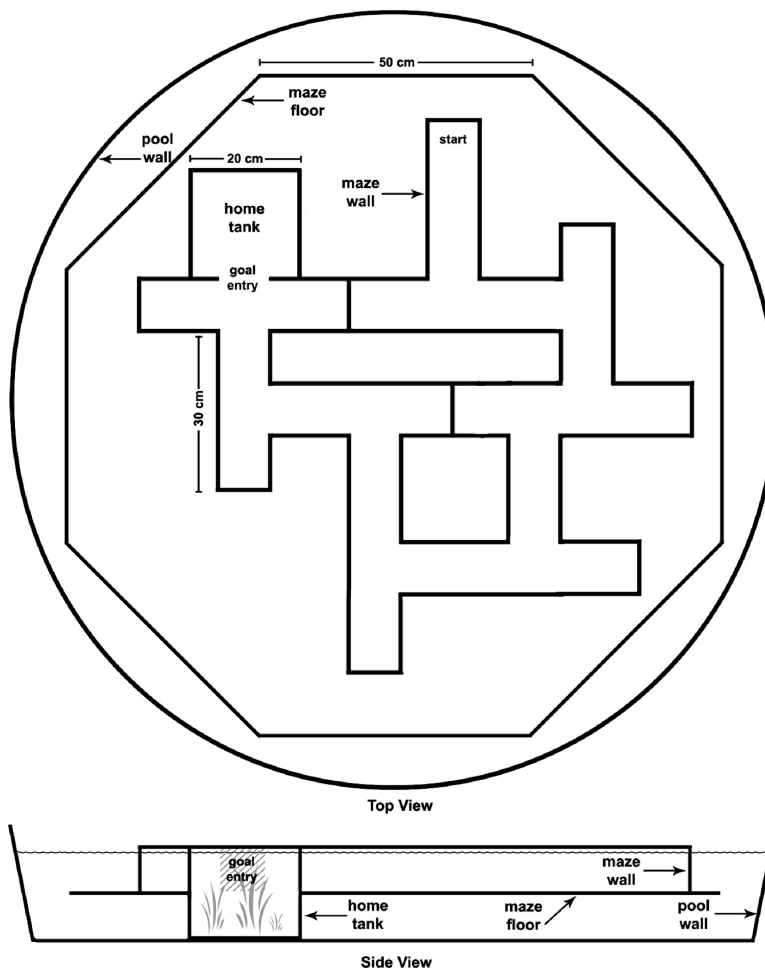 50 cm
maze
floor
pool
wall
20 cm
start
maze
wall
home
tank
goal
entry
30 cm
Top View
goal
entry
maze
wall
home
tank
maze
floor
pool
wall
Side View